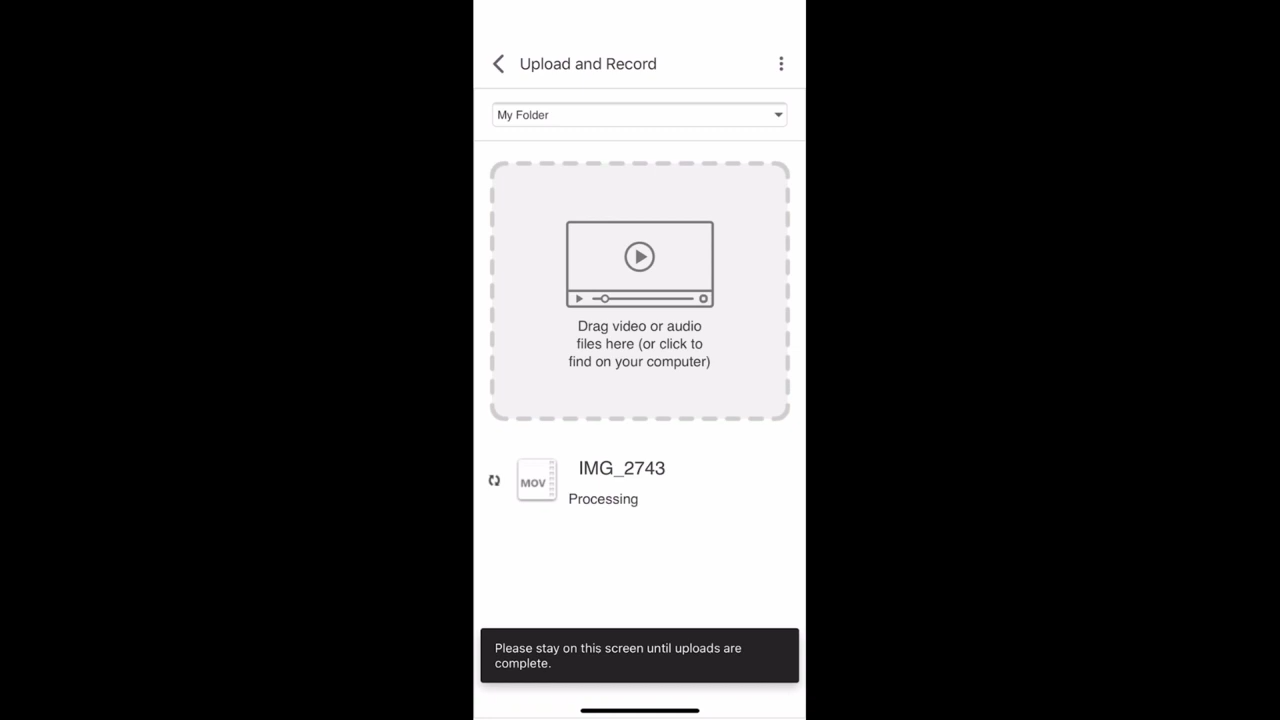 Upload and Record
My Folder
Drag video or audio
files here (or click to
find on your computer)
IMG_2743
MOV
Processing
Please stay on this screen until uploads are
complete.